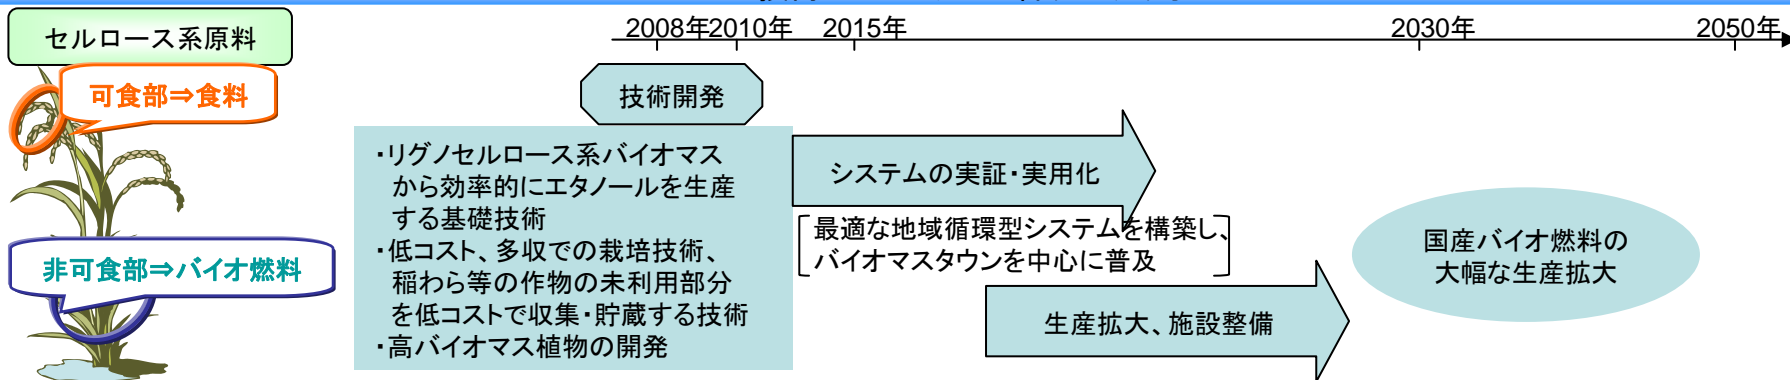 セルロース系原料
2008年2010年 2015年 2030年 2050年
可食部⇒食料
技術開発
・リグノセルロース系バイオマス
から効率的にエタノールを生産
する基礎技術
・低コスト、多収での栽培技術、
稲わら等の作物の未利用部分
を低コストで収集・貯蔵する技術
・高バイオマス植物の開発
非可食部⇒バイオ燃料
システムの実証・実用化
最適な地域循環型システムを構築し、
バイオマスタウンを中心に普及
生産拡大、施設整備
国産バイオ燃料の
大幅な生産拡大